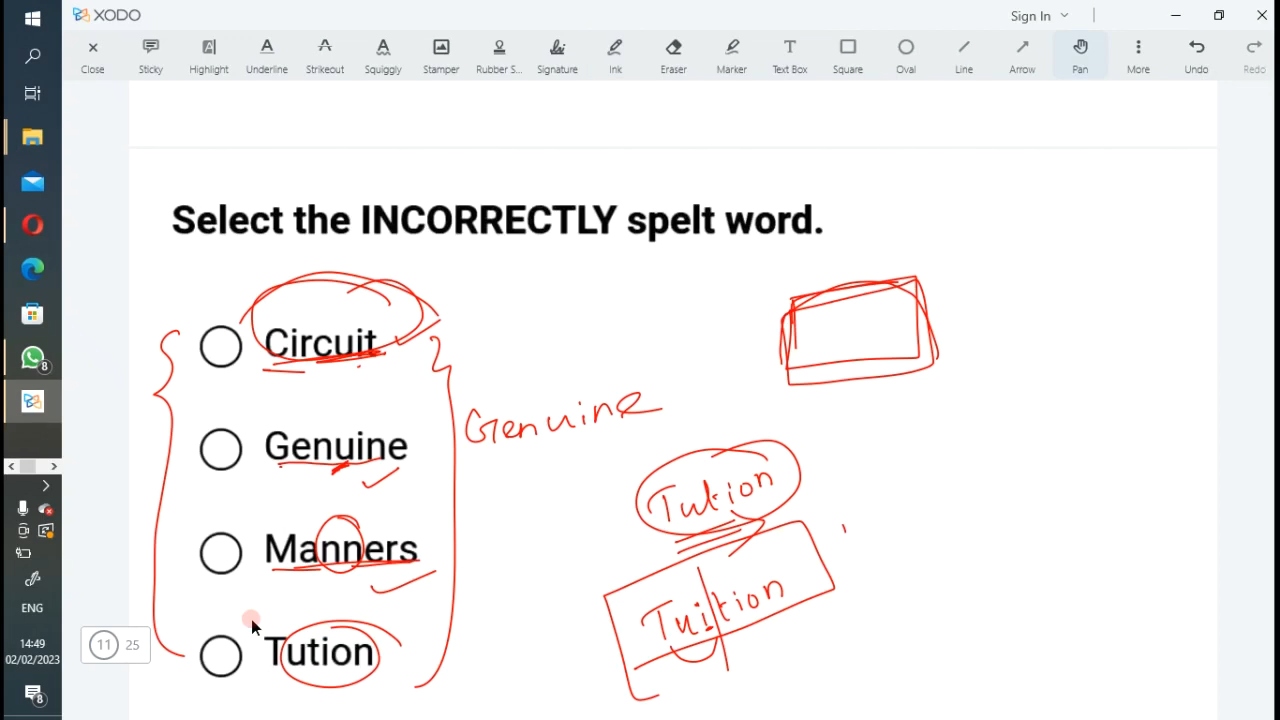 XODO
Sign In
Close Sticky Highlight Underline Strikeout Squiggly Stamper Rubber S... Signature Ink Eraser Marker Text Box Square Oval Line Arrow Pan More Undo Redo
Select the INCORRECTLY spelt word.
Circuit
Genuine
Genuine
Tution
Manners
Tuition
Tution
8
ENG
14:49
02/02/2023
11 25
8